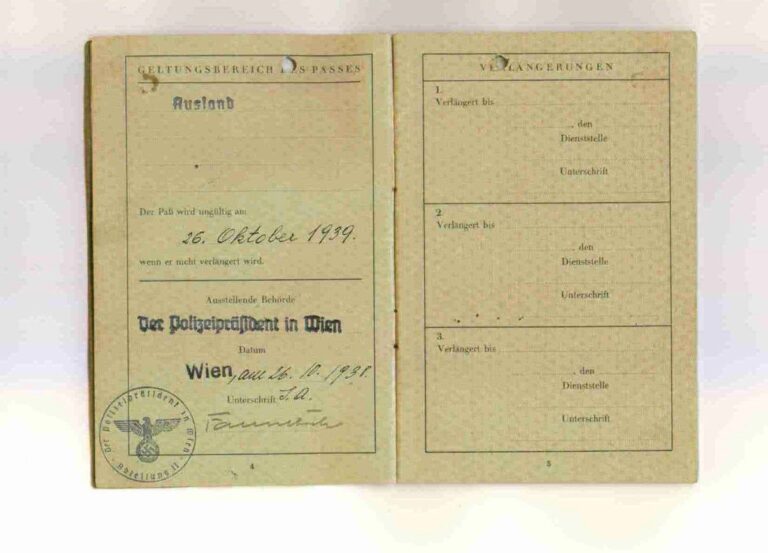 GELTUNGSBEREICH DES PASSES
Ausland
Der Paß wird ungültig am
26. Oktober 1939.
wenn er nicht verlängert wird.
Ausstellende Behörde
Der Polizeipräsident in Wien
Datum
Wien, am 26. 10. 1938.
Unterschrift I.A.
Der Polizeipräsident in Wien
Abteilung II
4
VERLÄNGERUNGEN
1.
Verlängert bis
, den
Dienststelle
Unterschrift
2.
Verlängert bis
, den
Dienststelle
Unterschrift
3.
Verlängert bis
, den
Dienststelle
Unterschrift
5